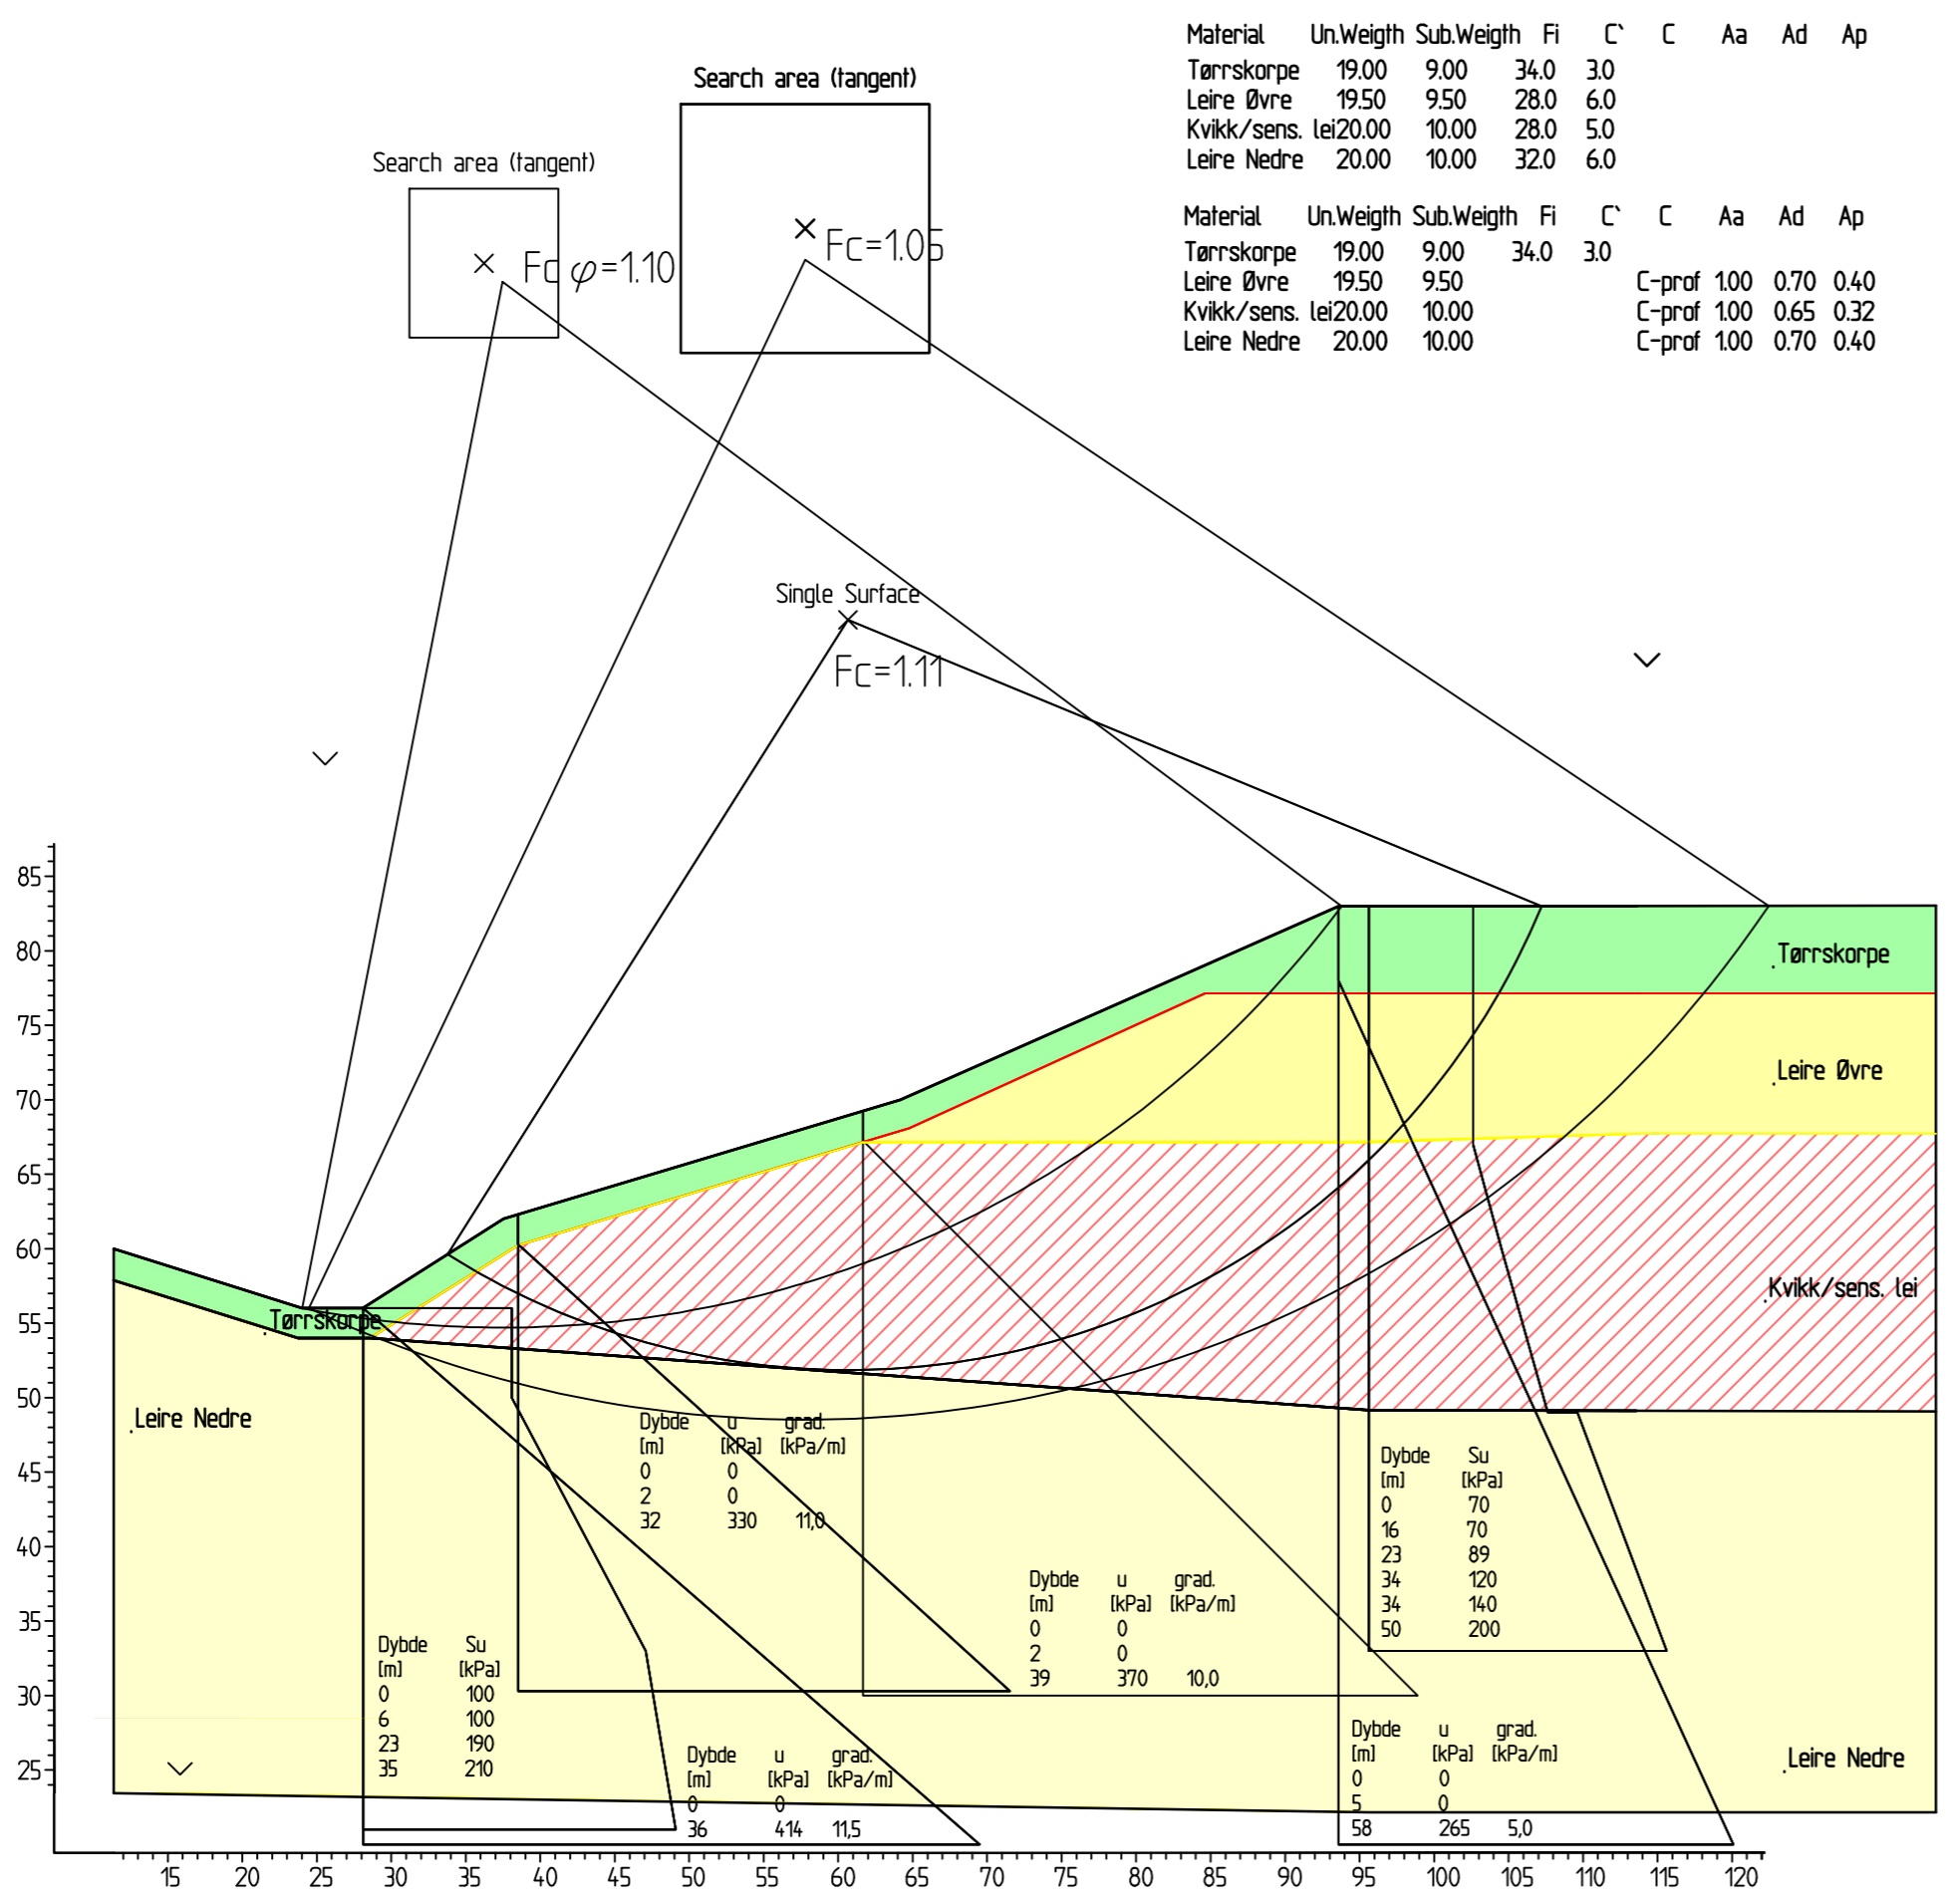 Material Un.Weigth Sub.Weigth Fi C` C Aa Ad Ap
Tørrskorpe 19.00 9.00 34.0 3.0
Leire Øvre 19.50 9.50 28.0 6.0
Kvikk/sens. lei20.00 10.00 28.0 5.0
Leire Nedre 20.00 10.00 32.0 6.0
Material Un.Weigth Sub.Weigth Fi C` C Aa Ad Ap
Tørrskorpe 19.00 9.00 34.0 3.0
Leire Øvre 19.50 9.50 C-prof 1.00 0.70 0.40
Kvikk/sens. lei20.00 10.00 C-prof 1.00 0.65 0.32
Leire Nedre 20.00 10.00 C-prof 1.00 0.70 0.40
Search area (tangent)
Search area (tangent)
Fc=1.05
Fc φ=1.10
Single Surface
Fc=1.11
85
80
75
70
65
60
55
50
45
40
35
30
25
Tørrskorpe
Leire Øvre
Kvikk/sens. lei
Tørrskorpe
Leire Nedre
Leire Nedre
Dybde u grad.
[m] [kPa] [kPa/m]
0 0
2 0
32 330 11,0
Dybde Su
[m] [kPa]
0 70
16 70
23 89
34 120
34 140
50 200
Dybde u grad.
[m] [kPa] [kPa/m]
0 0
2 0
39 370 10,0
Dybde Su
[m] [kPa]
0 100
6 100
23 190
35 210
Dybde u grad.
[m] [kPa] [kPa/m]
0 0
36 414 11,5
Dybde u grad.
[m] [kPa] [kPa/m]
0 0
5 0
58 265 5,0
15 20 25 30 35 40 45 50 55 60 65 70 75 80 85 90 95 100 105 110 115 120